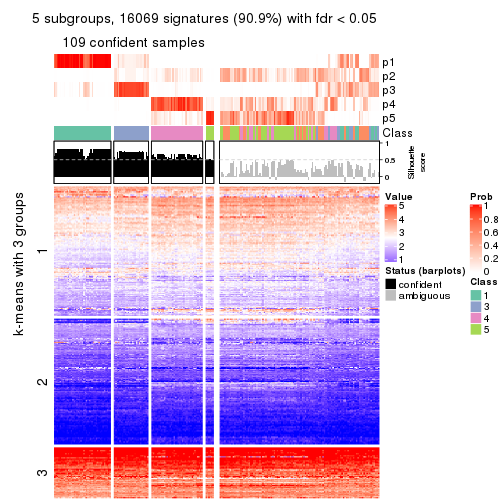 5 subgroups, 16069 signatures (90.9%) with fdr < 0.05
109 confident samples
p1
p2
p3
p4
p5
Class
1
0.5
0
Silhouette
score
k-means with 3 groups
1
2
3
Value
5
4
3
2
1
Status (barplots)
confident
ambiguous
Prob
1
0.8
0.6
0.4
0.2
0
Class
1
3
4
5